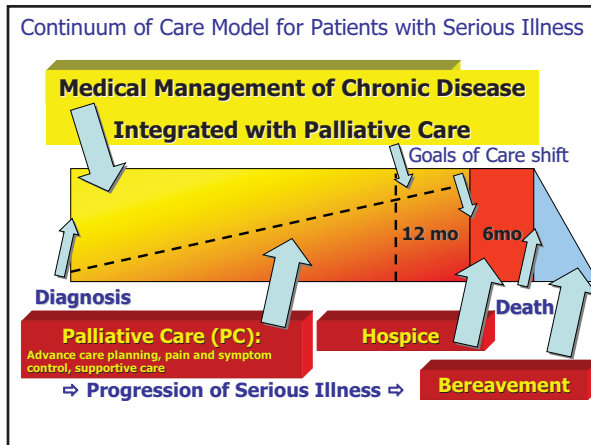 Continuum of Care Model for Patients with Serious Illness
Medical Management of Chronic Disease
Integrated with Palliative Care
Goals of Care shift
12 mo
6mo
Diagnosis
Death
Palliative Care (PC):
Advance care planning, pain and symptom
control, supportive care
Hospice
⇨ Progression of Serious Illness ⇨
Bereavement